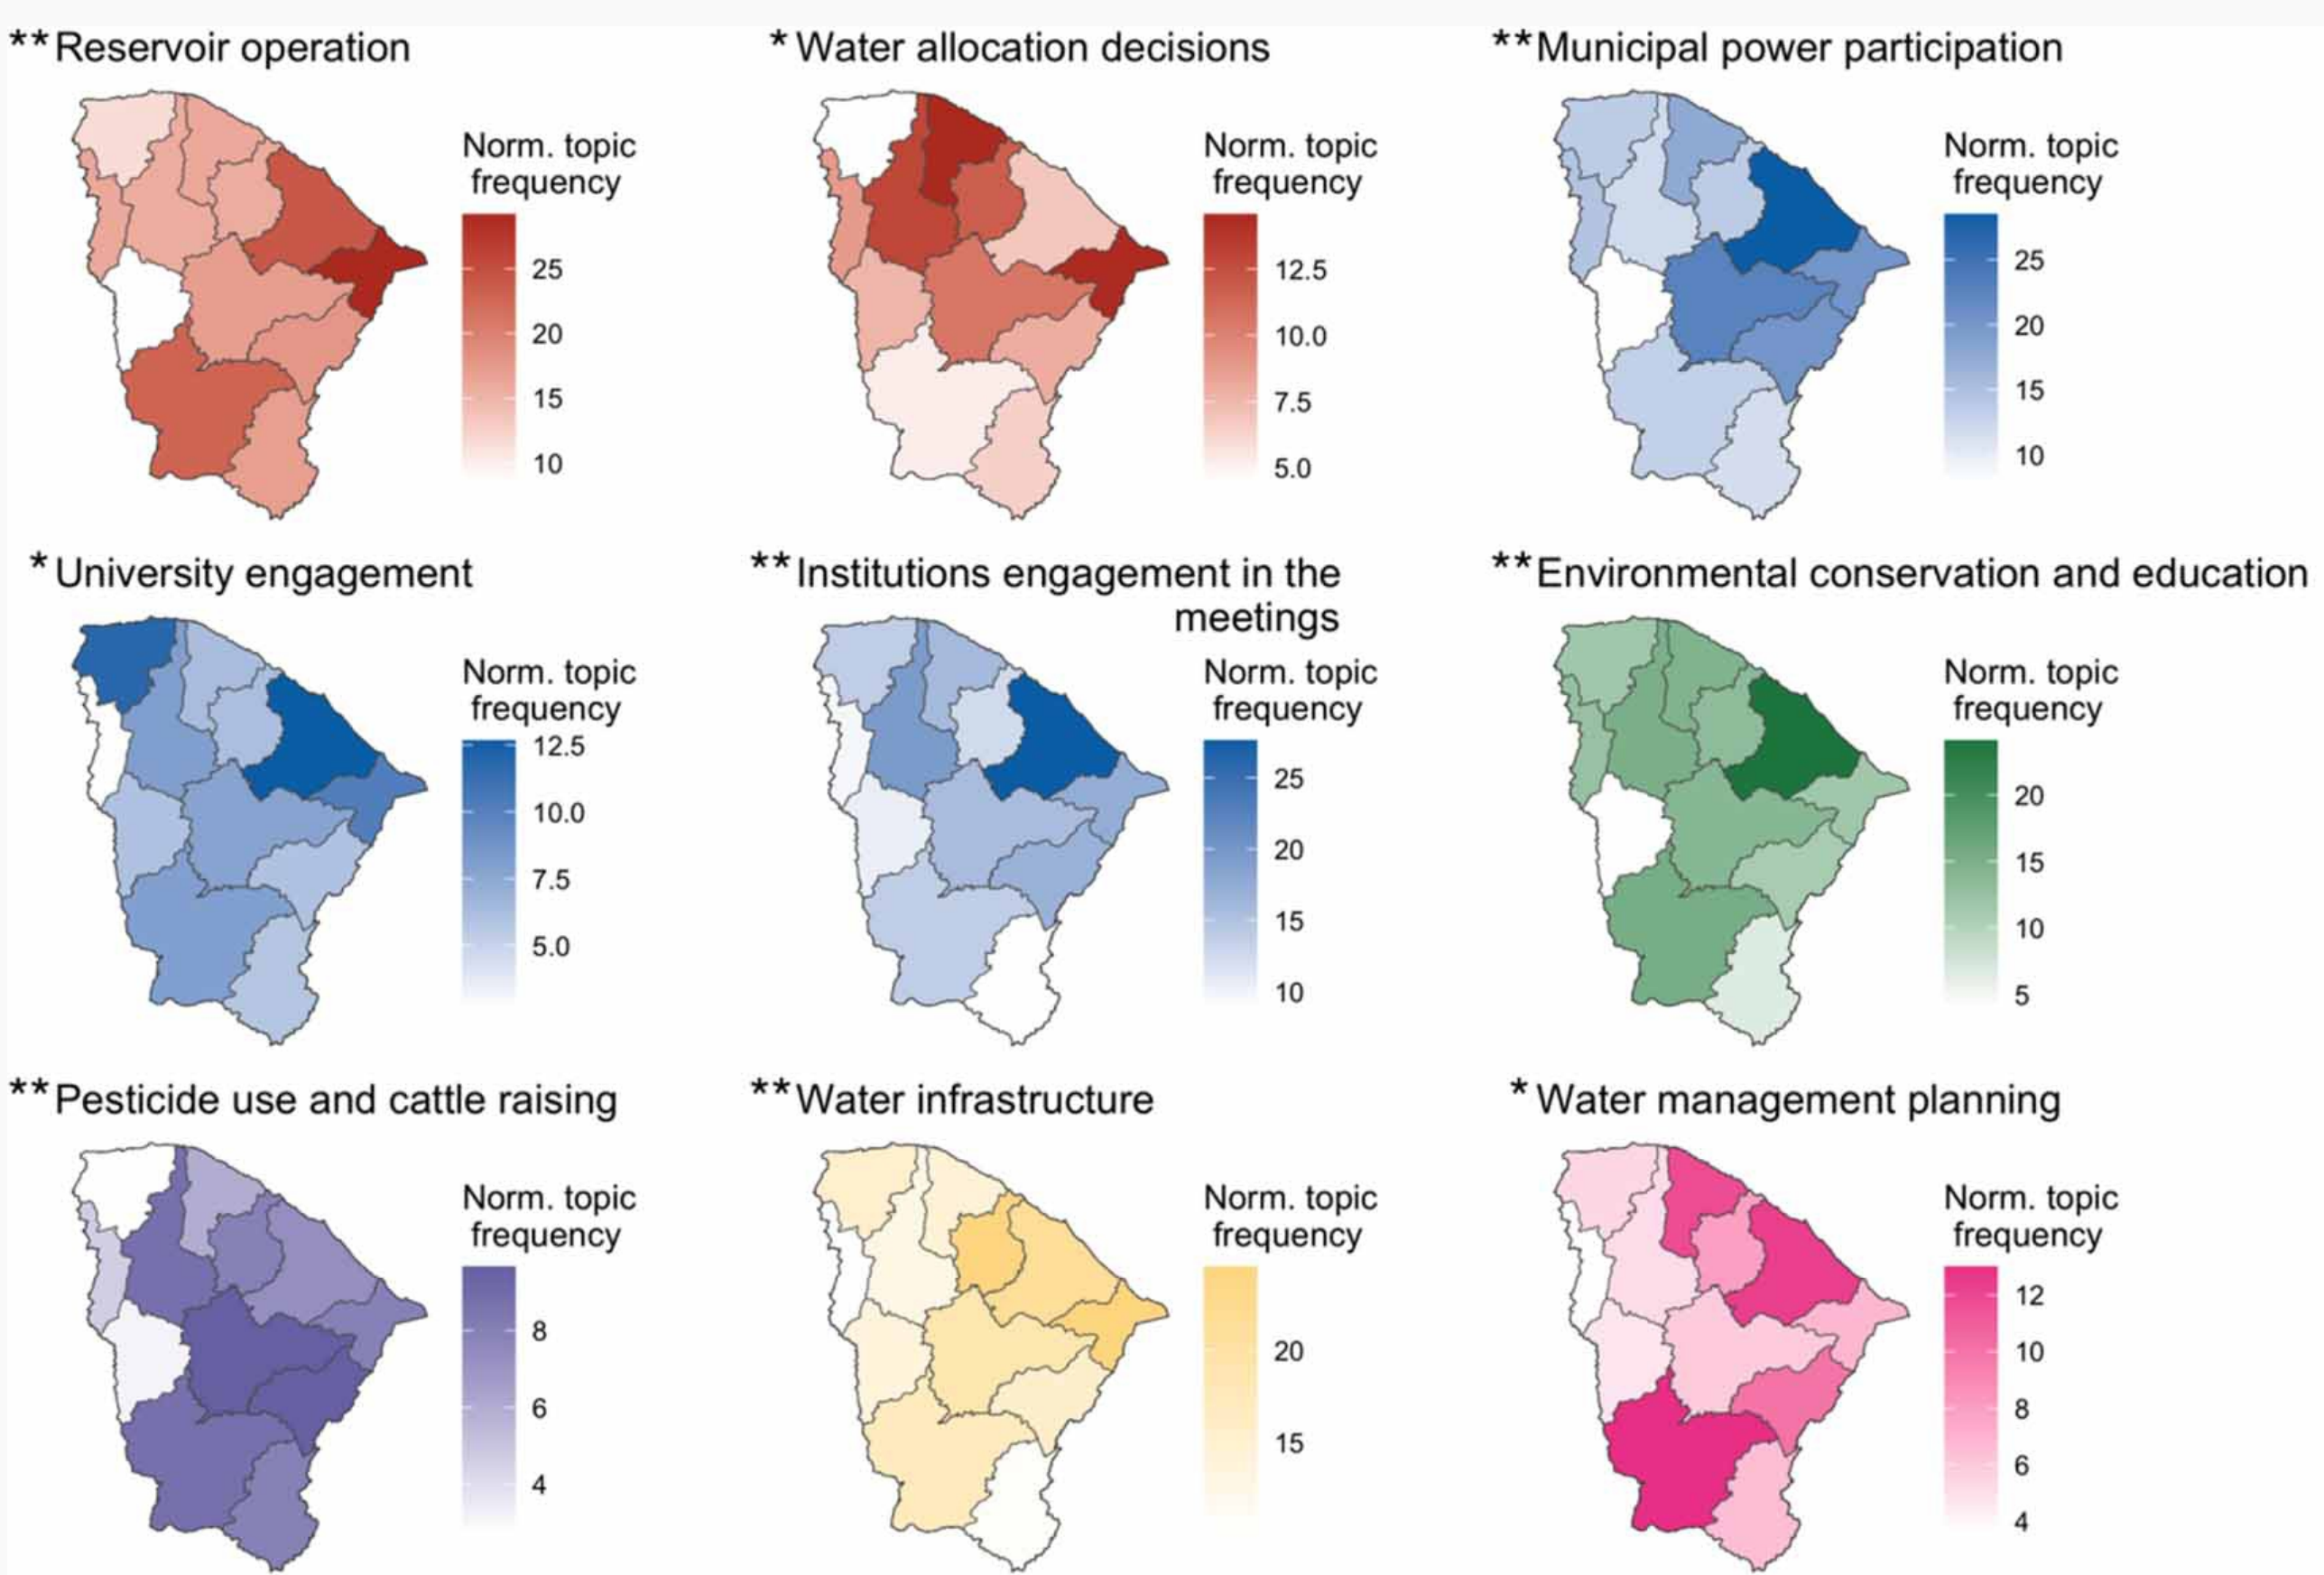 **Reservoir operation
Norm. topic
frequency
25
20
15
10
* Water allocation decisions
Norm. topic
frequency
12.5
10.0
7.5
5.0
**Municipal power participation
Norm. topic
frequency
25
20
15
10
* University engagement
Norm. topic
frequency
12.5
10.0
7.5
5.0
**Institutions engagement in the
meetings
Norm. topic
frequency
25
20
15
10
**Environmental conservation and education
Norm. topic
frequency
20
15
10
5
**Pesticide use and cattle raising
Norm. topic
frequency
8
6
4
**Water infrastructure
Norm. topic
frequency
20
15
* Water management planning
Norm. topic
frequency
12
10
8
6
4